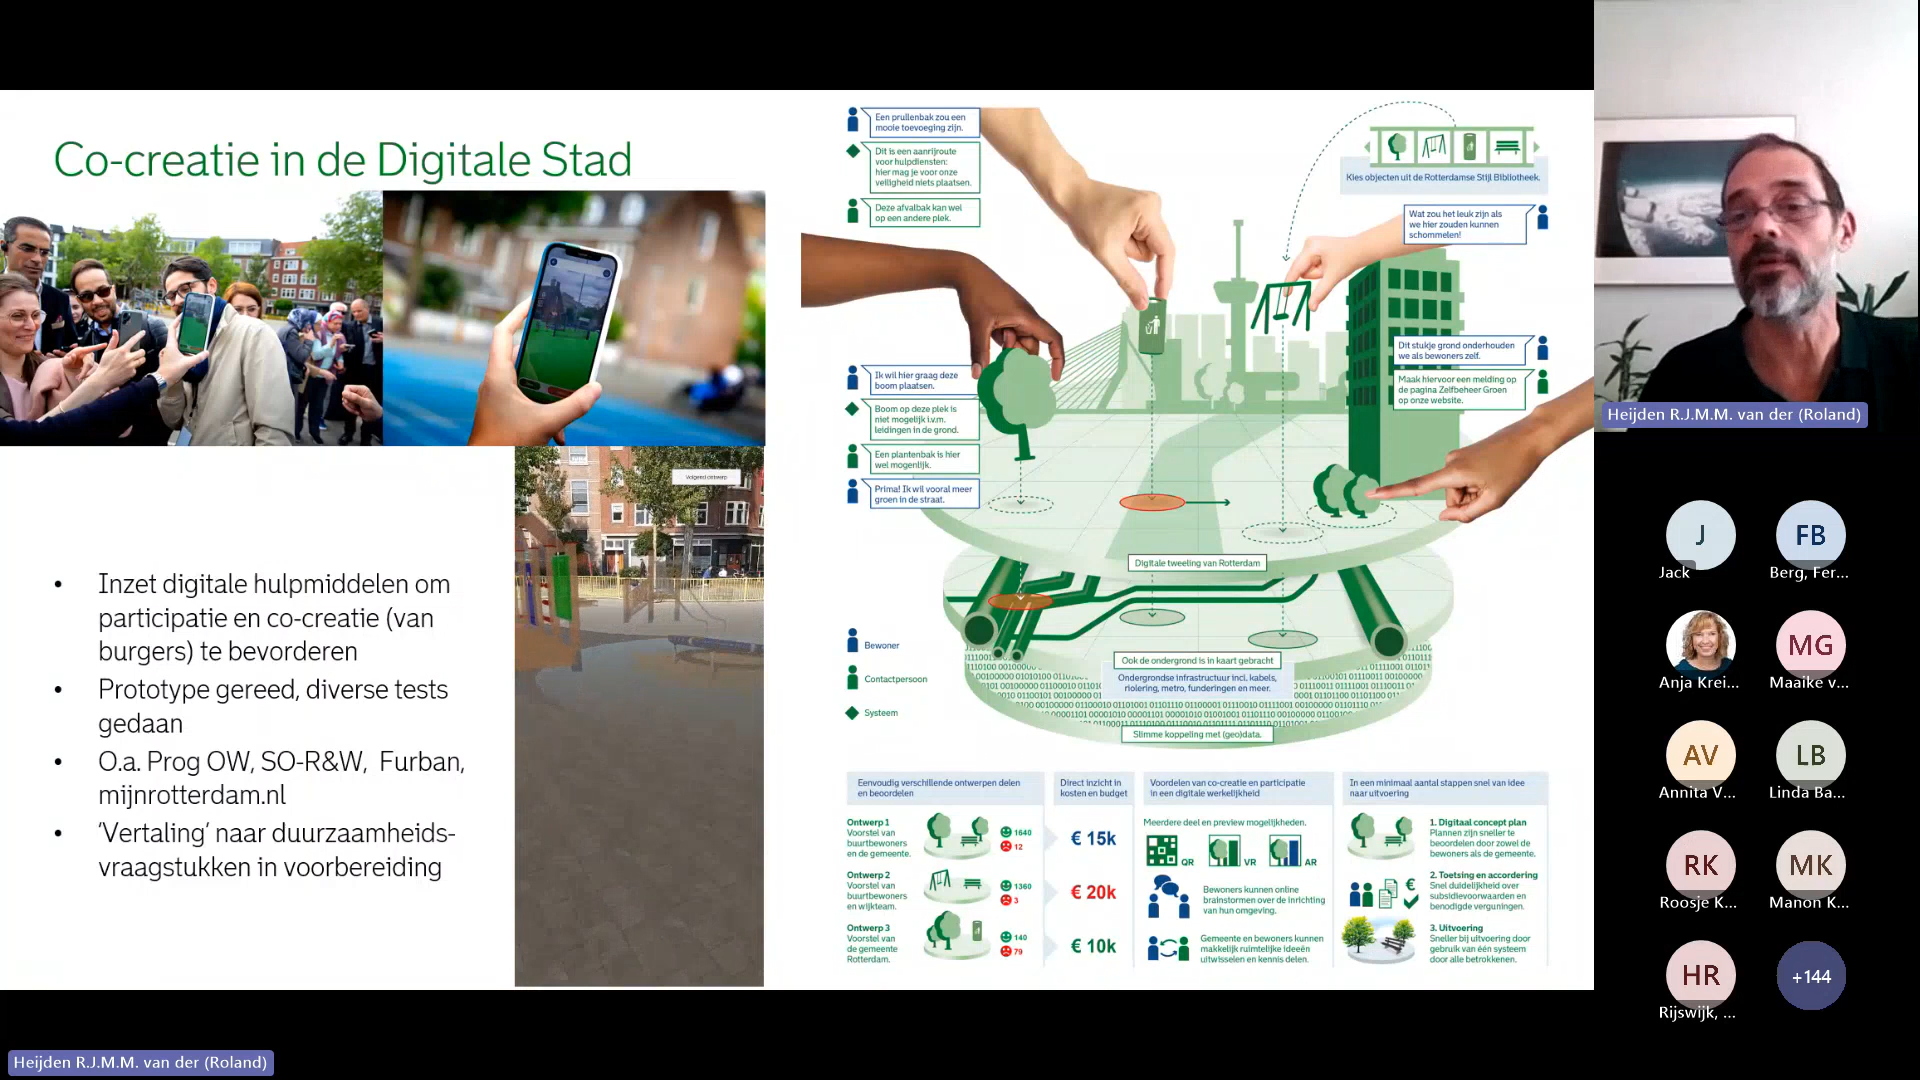 Co-creatie in de Digitale Stad
Volgend ontwerp
• Inzet digitale hulpmiddelen om
participatie en co-creatie (van
burgers) te bevorderen
• Prototype gereed, diverse tests
gedaan
• O.a. Prog OW, SO-R&W, Furban,
mijnrotterdam.nl
• ‘Vertaling’ naar duurzaamheids-
vraagstukken in voorbereiding
Een prullenbak zou een
mooie toevoeging zijn.
Dit is een aanrijroute
voor hulpdiensten:
hier mag je voor onze
veiligheid niets plaatsen.
Deze afvalbak kan wel
op een andere plek.
Kies objecten uit de Rotterdamse Stijl Bibliotheek.
Wat zou het leuk zijn als
we hier zouden kunnen
schommelen!
Dit stukje grond onderhouden
we als bewoners zelf.
Maak hiervoor een melding op
de pagina Zelfbeheer Groen
op onze website.
Ik wil hier graag deze
boom plaatsen.
Boom op deze plek is
niet mogelijk i.v.m.
leidingen in de grond.
Een plantenbak is hier
wel mogenlijk.
Prima! Ik wil vooral meer
groen in de straat.
Digitale tweeling van Rotterdam
Bewoner
Contactpersoon
Systeem
Ook de ondergrond is in kaart gebracht
Ondergrondse infrastructuur incl. kabels,
riolering, metro, funderingen en meer.
Slimme koppeling met (geo)data.
Eenvoudig verschillende ontwerpen delen
en beoordelen
Ontwerp 1
Voorstel van
buurtbewoners
en de gemeente.
1640
12
Ontwerp 2
Voorstel van
buurtbewoners
en wijkteam.
1360
3
Ontwerp 3
Voorstel van
de gemeente
Rotterdam.
140
79
Direct inzicht in
kosten en budget
€ 15k
€ 20k
€ 10k
Voordelen van co-creatie en participatie
in een digitale werkelijkheid
Meerdere deel en preview mogelijkheden.
QR VR AR
Bewoners kunnen online
brainstormen over de inrichting
van hun omgeving.
Gemeente en bewoners kunnen
makkelijk ruimtelijke ideeën
uitwisselen en kennis delen.
In een minimaal aantal stappen snel van idee
naar uitvoering
1. Digitaal concept plan
Plannen zijn sneller te
beoordelen door zowel de
bewoners als de gemeente.
€
2. Toetsing en accordering
Snel duidelijkheid over
subsidievoorwaarden en
benodigde vergunningen.
3. Uitvoering
Sneller bij uitvoering door
gebruik van één systeem
door alle betrokkenen.
Heijden R.J.M.M. van der (Roland)
J
Jack
FB
Berg, Fer...
Anja Krei...
MG
Maaike v...
AV
Annita V...
LB
Linda Ba...
RK
Roosje K...
MK
Manon K...
HR
Rijswijk, ...
+144
Heijden R.J.M.M. van der (Roland)